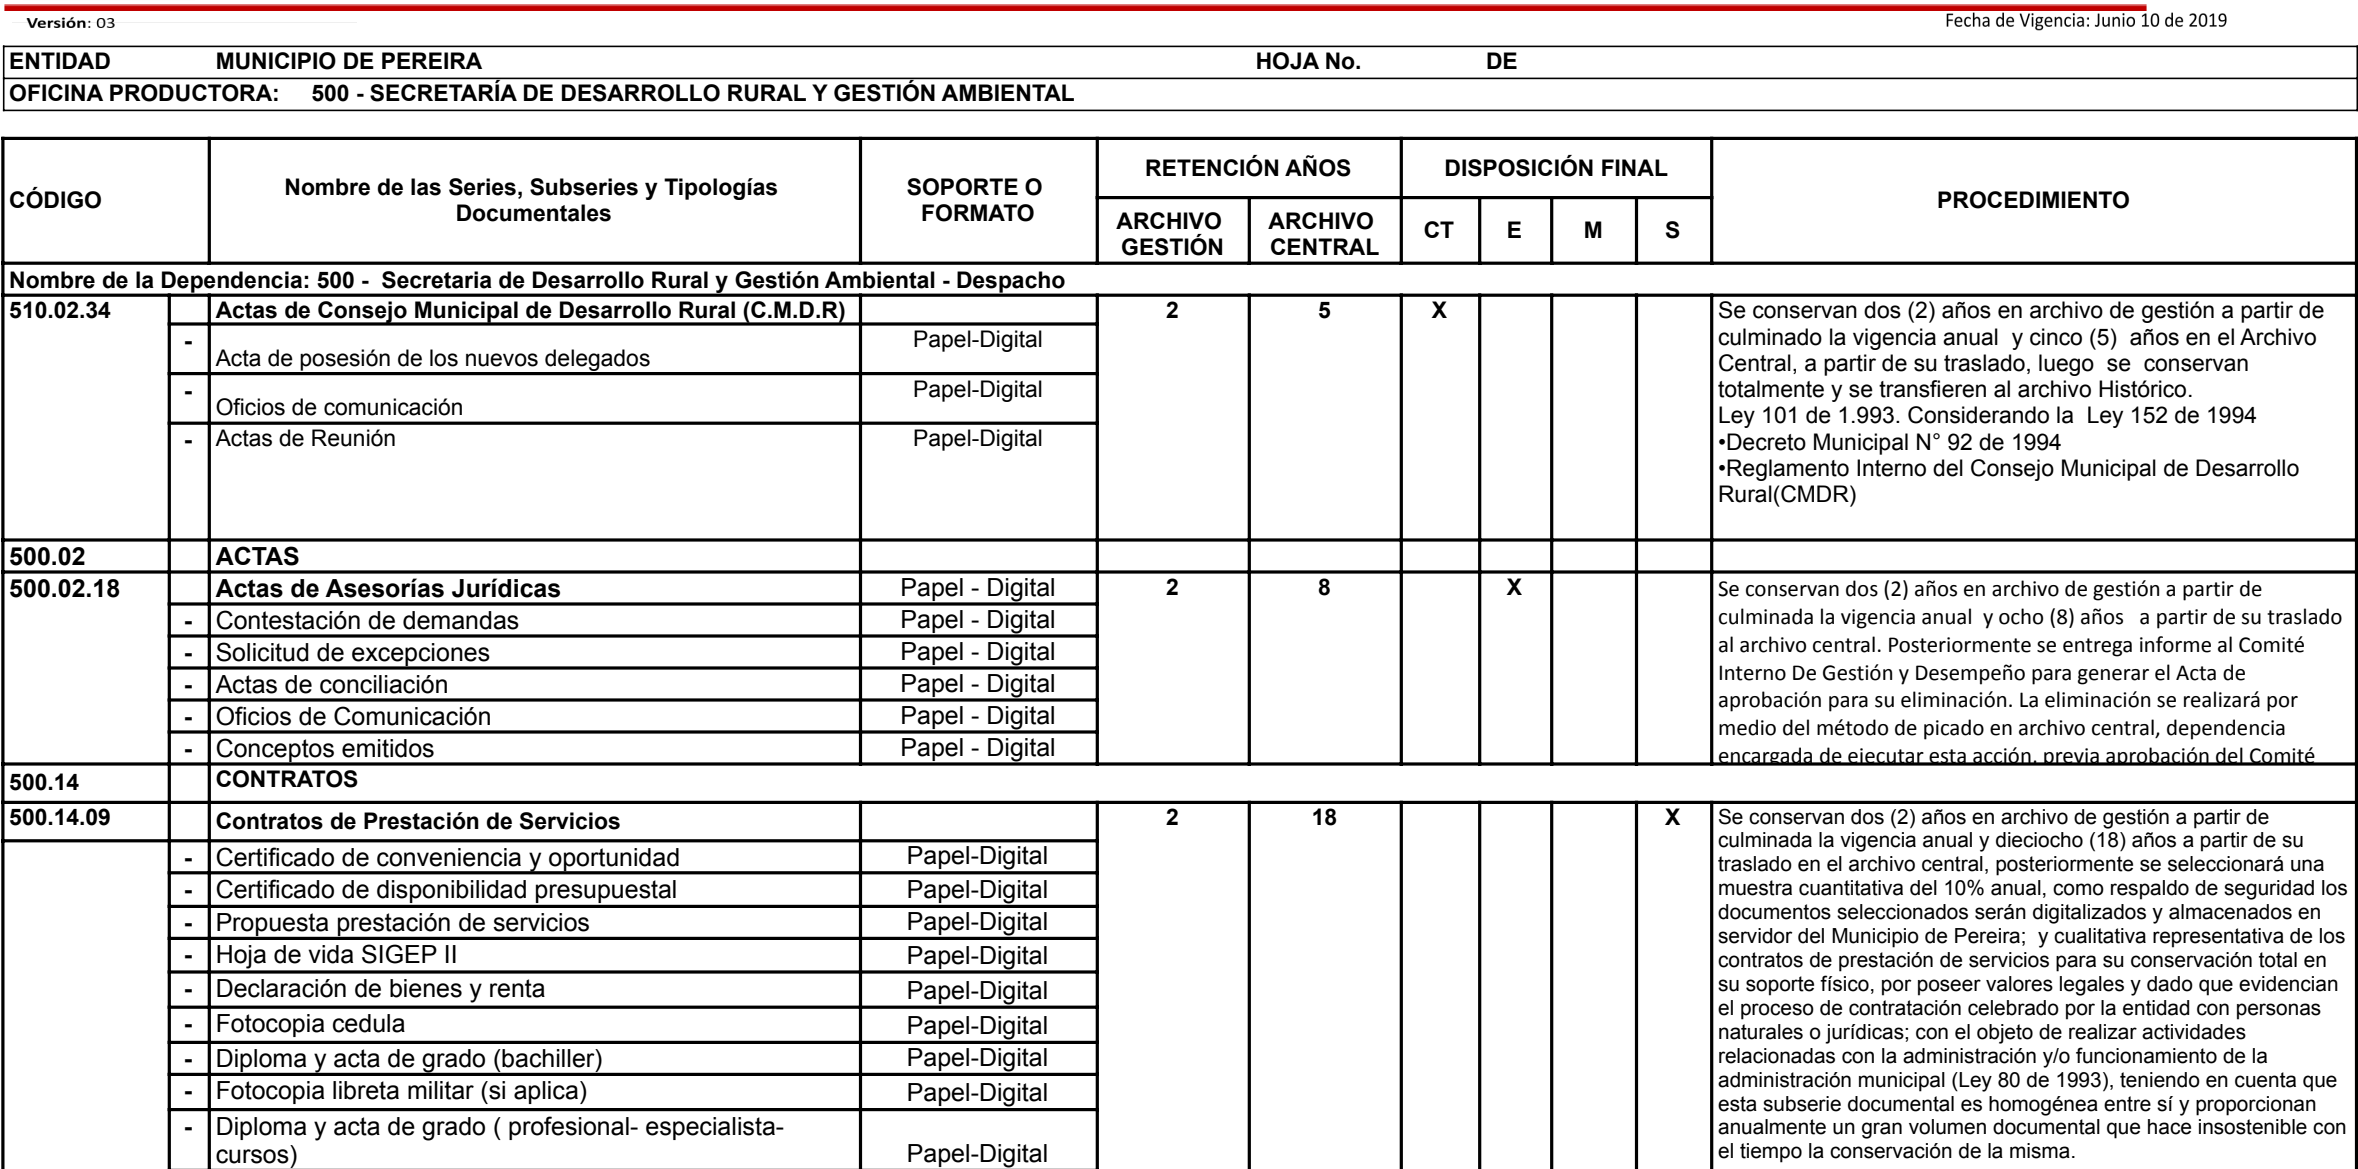 Versión: 03
Fecha de Vigencia: Junio 10 de 2019
ENTIDAD MUNICIPIO DE PEREIRA HOJA No. DE
OFICINA PRODUCTORA: 500 - SECRETARÍA DE DESARROLLO RURAL Y GESTIÓN AMBIENTAL
CÓDIGO
Nombre de las Series, Subseries y Tipologías
Documentales
SOPORTE O
FORMATO
RETENCIÓN AÑOS
ARCHIVO
GESTIÓN
ARCHIVO
CENTRAL
DISPOSICIÓN FINAL
CT E M S
PROCEDIMIENTO
Nombre de la Dependencia: 500 - Secretaria de Desarrollo Rural y Gestión Ambiental - Despacho
510.02.34 Actas de Consejo Municipal de Desarrollo Rural (C.M.D.R) 2 5 X
- Acta de posesión de los nuevos delegados Papel-Digital
- Oficios de comunicación Papel-Digital
- Actas de Reunión Papel-Digital
Se conservan dos (2) años en archivo de gestión a partir de
culminado la vigencia anual y cinco (5) años en el Archivo
Central, a partir de su traslado, luego se conservan
totalmente y se transfieren al archivo Histórico.
Ley 101 de 1.993. Considerando la Ley 152 de 1994
•Decreto Municipal N° 92 de 1994
•Reglamento Interno del Consejo Municipal de Desarrollo
Rural(CMDR)
500.02 ACTAS
500.02.18 Actas de Asesorías Jurídicas Papel - Digital 2 8 X
- Contestación de demandas Papel - Digital
- Solicitud de excepciones Papel - Digital
- Actas de conciliación Papel - Digital
- Oficios de Comunicación Papel - Digital
- Conceptos emitidos Papel - Digital
Se conservan dos (2) años en archivo de gestión a partir de
culminada la vigencia anual y ocho (8) años a partir de su traslado
al archivo central. Posteriormente se entrega informe al Comité
Interno De Gestión y Desempeño para generar el Acta de
aprobación para su eliminación. La eliminación se realizará por
medio del método de picado en archivo central, dependencia
encargada de ejecutar esta acción, previa aprobación del Comité
500.14 CONTRATOS
500.14.09 Contratos de Prestación de Servicios 2 18 X
- Certificado de conveniencia y oportunidad Papel-Digital
- Certificado de disponibilidad presupuestal Papel-Digital
- Propuesta prestación de servicios Papel-Digital
- Hoja de vida SIGEP II Papel-Digital
- Declaración de bienes y renta Papel-Digital
- Fotocopia cedula Papel-Digital
- Diploma y acta de grado (bachiller) Papel-Digital
- Fotocopia libreta militar (si aplica) Papel-Digital
- Diploma y acta de grado ( profesional- especialista-
cursos) Papel-Digital
Se conservan dos (2) años en archivo de gestión a partir de
culminada la vigencia anual y dieciocho (18) años a partir de su
traslado en el archivo central, posteriormente se seleccionará una
muestra cuantitativa del 10% anual, como respaldo de seguridad los
documentos seleccionados serán digitalizados y almacenados en
servidor del Municipio de Pereira; y cualitativa representativa de los
contratos de prestación de servicios para su conservación total en
su soporte físico, por poseer valores legales y dado que evidencian
el proceso de contratación celebrado por la entidad con personas
naturales o jurídicas; con el objeto de realizar actividades
relacionadas con la administración y/o funcionamiento de la
administración municipal (Ley 80 de 1993), teniendo en cuenta que
esta subserie documental es homogénea entre sí y proporcionan
anualmente un gran volumen documental que hace insostenible con
el tiempo la conservación de la misma.